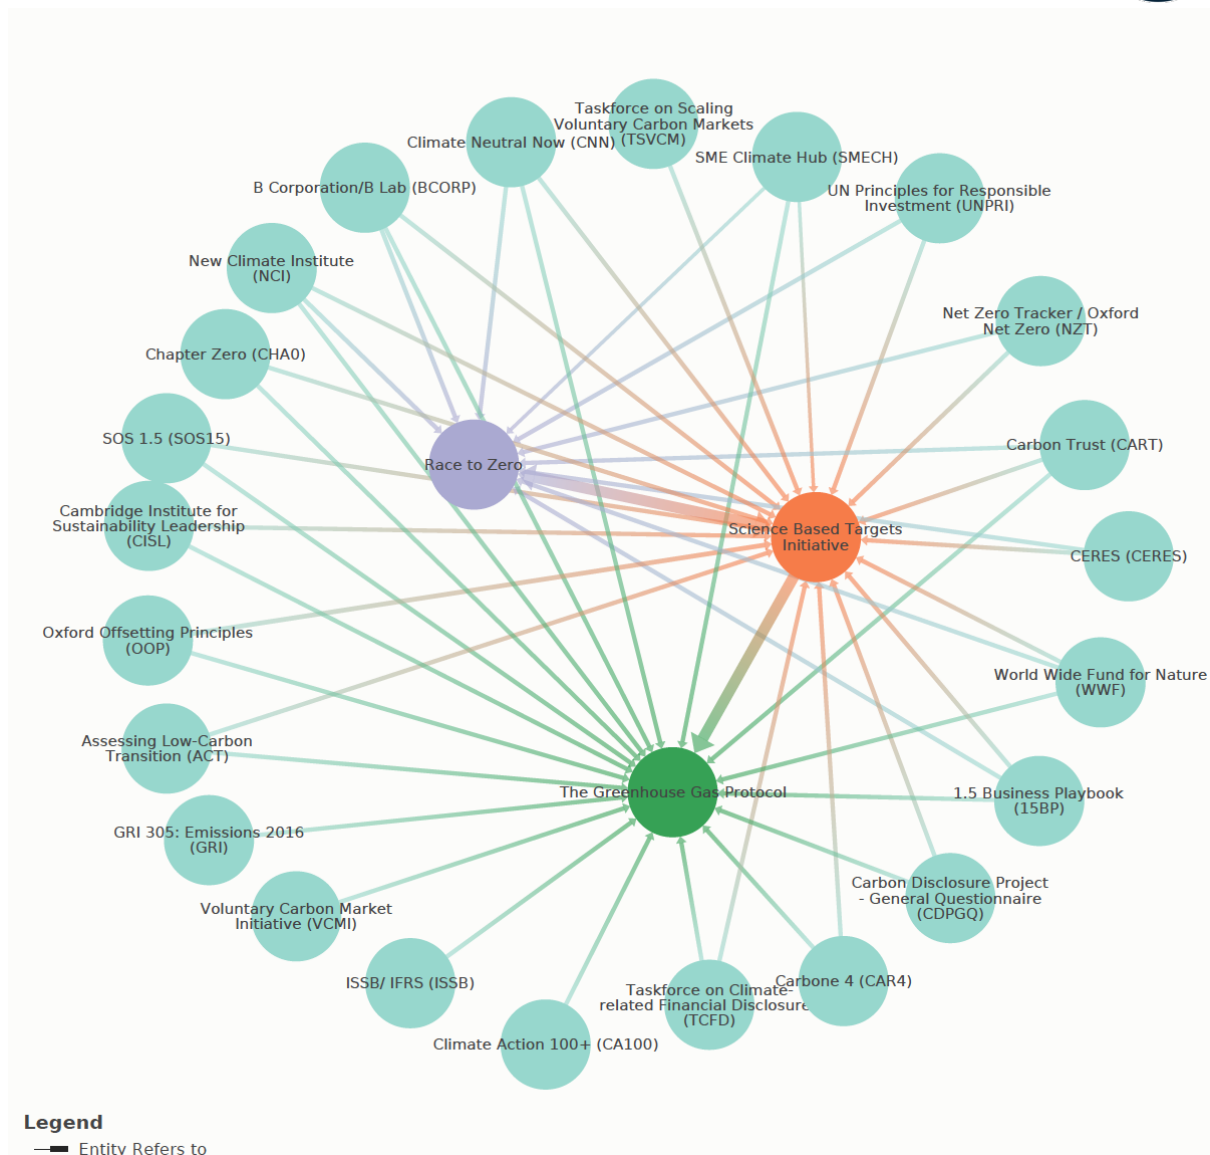 Taskforce on Scaling
Voluntary Carbon Markets
(TSVCM)
Climate Neutral Now (CNN)
SME Climate Hub (SMECH)
B Corporation/B Lab (BCORP)
UN Principles for Responsible
Investment (UNPRI)
New Climate Institute
(NCI)
Net Zero Tracker / Oxford
Net Zero (NZT)
Chapter Zero (CHA0)
SOS 1.5 (SOS15)
Carbon Trust (CART)
Race to Zero
Cambridge Institute for
Sustainability Leadership
(CISL)
Science Based Targets
Initiative
CERES (CERES)
Oxford Offsetting Principles
(OOP)
World Wide Fund for Nature
(WWF)
Assessing Low-Carbon
Transition (ACT)
The Greenhouse Gas Protocol
1.5 Business Playbook
(15BP)
GRI 305: Emissions 2016
(GRI)
Carbon Disclosure Project
- General Questionnaire
(CDPGQ)
Voluntary Carbon Market
Initiative (VCMI)
ISSB/ IFRS (ISSB)
Carbone 4 (CAR4)
Taskforce on Climate-
related Financial Disclosure
(TCFD)
Climate Action 100+ (CA100)
Legend
Entity Refers to